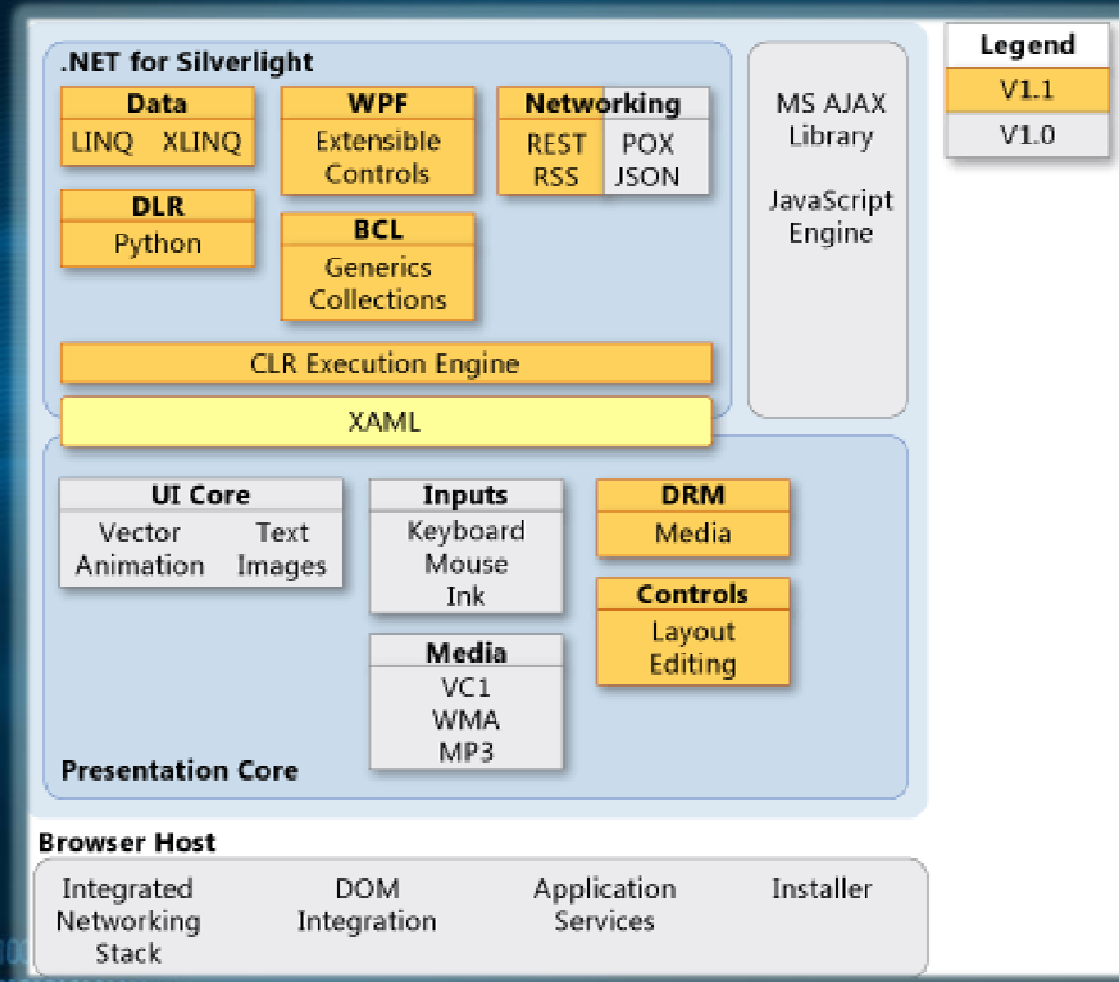 .NET for Silverlight
Data
LINQ XLINQ
WPF
Extensible
Controls
Networking
REST POX
RSS JSON
DLR
Python
BCL
Generics
Collections
CLR Execution Engine
XAML
MS AJAX
Library
JavaScript
Engine
Legend
V1.1
V1.0
UI Core
Vector Text
Animation Images
Inputs
Keyboard
Mouse
Ink
DRM
Media
Controls
Layout
Editing
Media
VC1
WMA
MP3
Presentation Core
Browser Host
Integrated
Networking
Stack
DOM
Integration
Application
Services
Installer